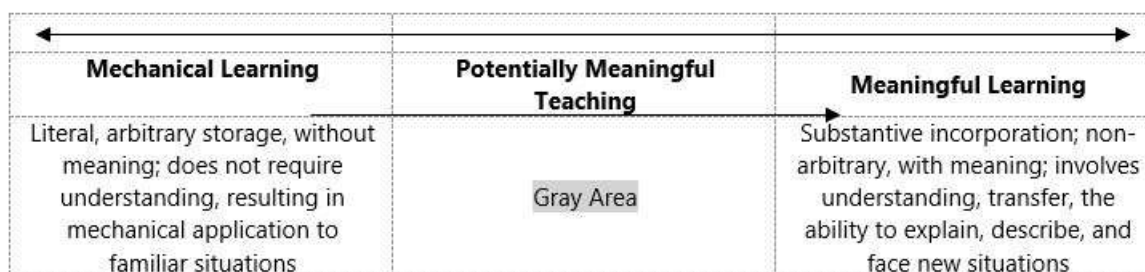 Mechanical Learning
Potentially Meaningful
Teaching
Meaningful Learning
Literal, arbitrary storage, without
meaning; does not require
understanding, resulting in
mechanical application to
familiar situations
Gray Area
Substantive incorporation; non-
arbitrary, with meaning; involves
understanding, transfer, the
ability to explain, describe, and
face new situations